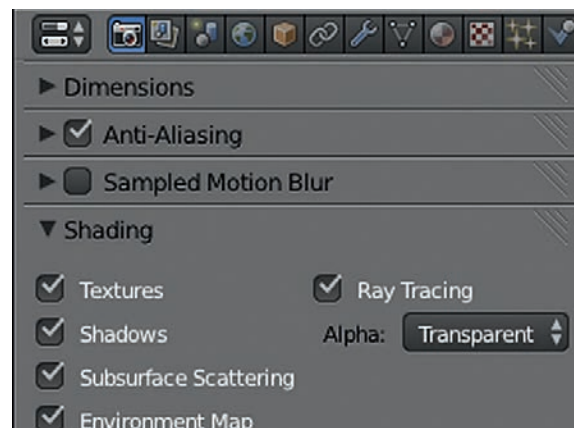 Dimensions
Anti-Aliasing
Sampled Motion Blur
Shading
Textures
Ray Tracing
Shadows
Alpha: Transparent
Subsurface Scattering
Environment Map